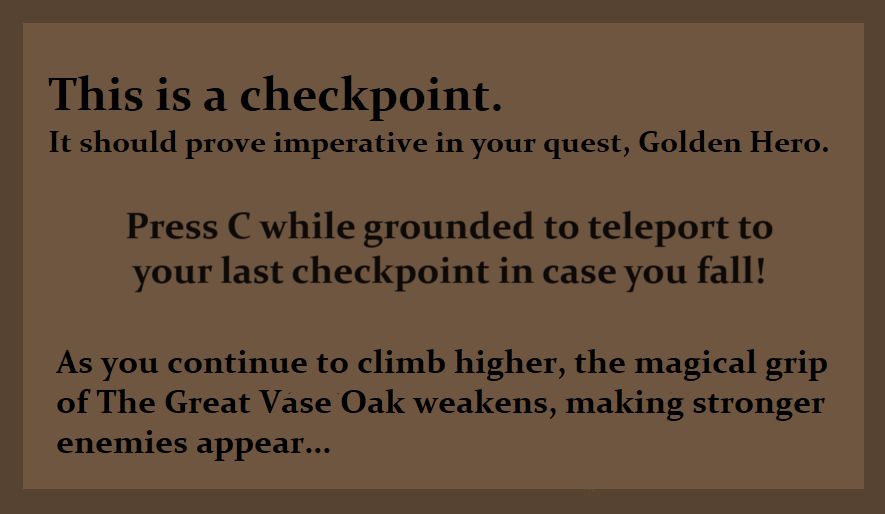 This is a checkpoint.
It should prove imperative in your quest, Golden Hero.
Press C while grounded to teleport to
your last checkpoint in case you fall!
As you continue to climb higher, the magical grip
of The Great Vase Oak weakens, making stronger
enemies appear...